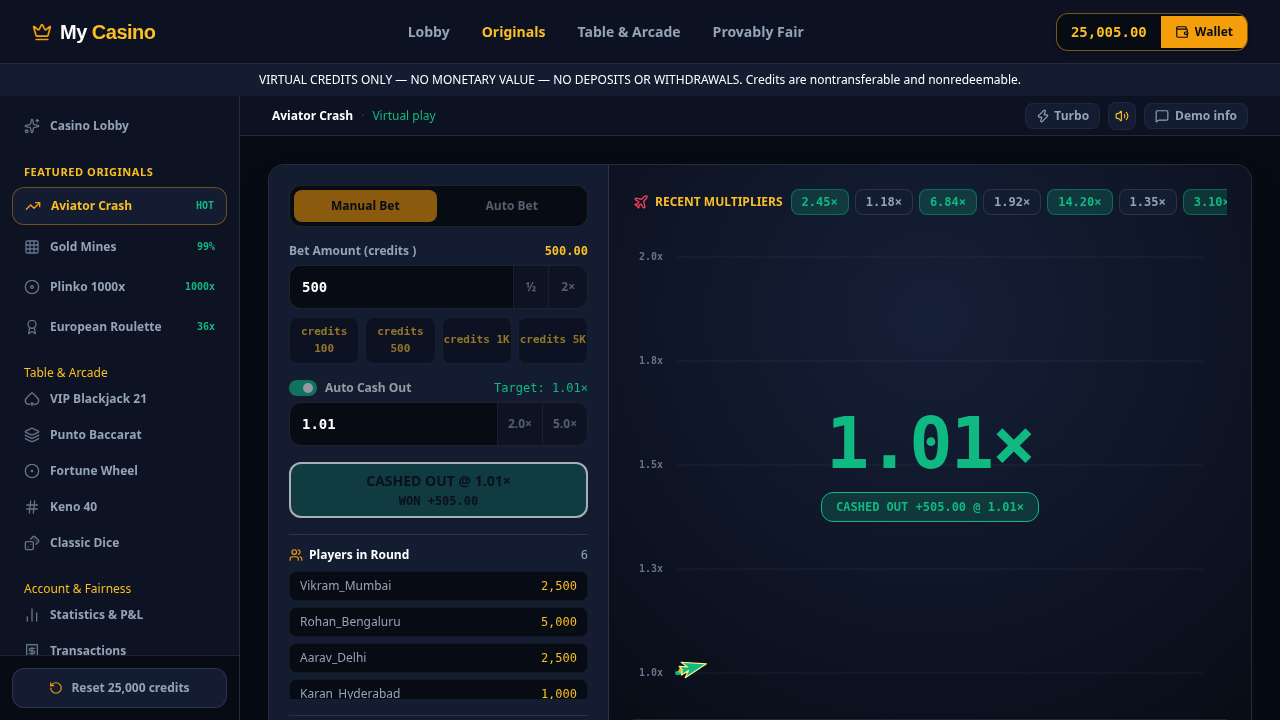 My Casino
Lobby
Originals
Table & Arcade
Provably Fair
25,005.00
Wallet
VIRTUAL CREDITS ONLY — NO MONETARY VALUE — NO DEPOSITS OR WITHDRAWALS. Credits are nontransferable and nonredeemable.
Casino Lobby
FEATURED ORIGINALS
Aviator Crash HOT
Gold Mines 99%
Plinko 1000x 1000x
European Roulette 36x
Table & Arcade
VIP Blackjack 21
Punto Baccarat
Fortune Wheel
Keno 40
Classic Dice
Account & Fairness
Statistics & P&L
Transactions
Reset 25,000 credits
Aviator Crash · Virtual play
Turbo
Demo info
Manual Bet
Auto Bet
Bet Amount (credits ) 500.00
500 ½ 2×
credits 100
credits 500
credits 1K
credits 5K
Auto Cash Out Target: 1.01×
1.01 2.0× 5.0×
CASHED OUT @ 1.01×
WON +505.00
Players in Round 6
Vikram_Mumbai 2,500
Rohan_Bengaluru 5,000
Aarav_Delhi 2,500
Karan_Hyderabad 1,000
RECENT MULTIPLIERS 2.45× 1.18× 6.84× 1.92× 14.20× 1.35× 3.10×
2.0x
1.8x
1.5x
1.3x
1.0x
1.01×
CASHED OUT +505.00 @ 1.01×